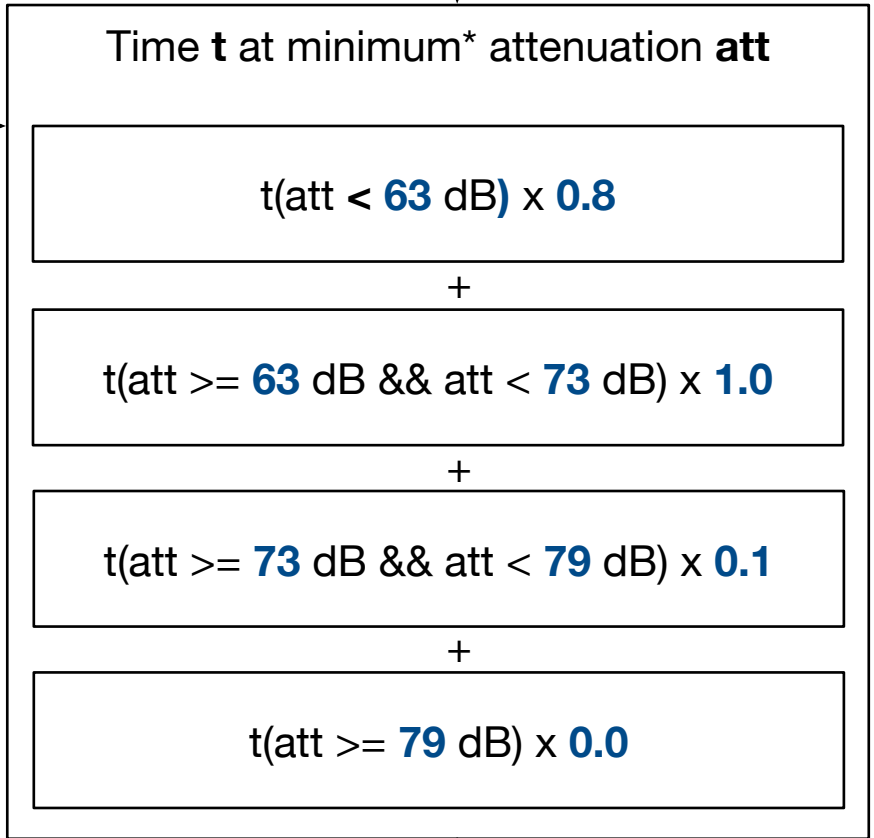 Time t at minimum* attenuation att
t(att < 63 dB) x 0.8
+
t(att >= 63 dB && att < 73 dB) x 1.0
+
t(att >= 73 dB && att < 79 dB) x 0.1
+
t(att >= 79 dB) x 0.0